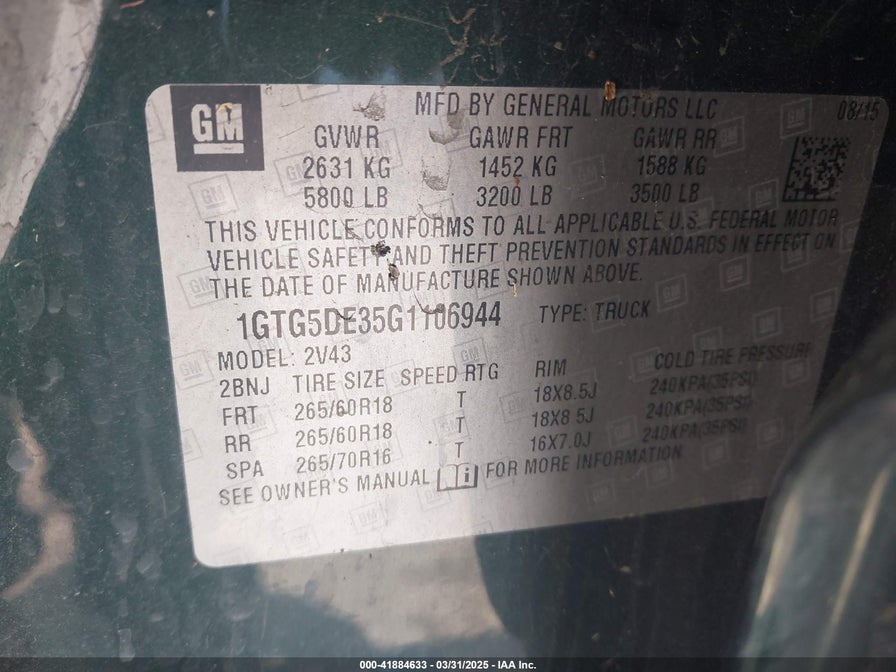 GM
MFD BY GENERAL MOTORS LLC 08/15
GVWR GAWR FRT GAWR RR
2631 KG 1452 KG 1588 KG
5800 LB 3200 LB 3500 LB
THIS VEHICLE CONFORMS TO ALL APPLICABLE U.S. FEDERAL MOTOR
VEHICLE SAFETY AND THEFT PREVENTION STANDARDS IN EFFECT ON
THE DATE OF MANUFACTURE SHOWN ABOVE.
1GTG5DE35G1106944 TYPE: TRUCK
MODEL: 2V43
2BNJ TIRE SIZE SPEED RTG RIM COLD TIRE PRESSURE
FRT 265/60R18 T 18X8.5J 240KPA(35PSI)
RR 265/60R18 T 18X8.5J 240KPA(35PSI)
SPA 265/70R16 T 16X7.0J 240KPA(35PSI)
SEE OWNER'S MANUAL FOR MORE INFORMATION
000-41884633 - 03/31/2025 - IAA Inc.